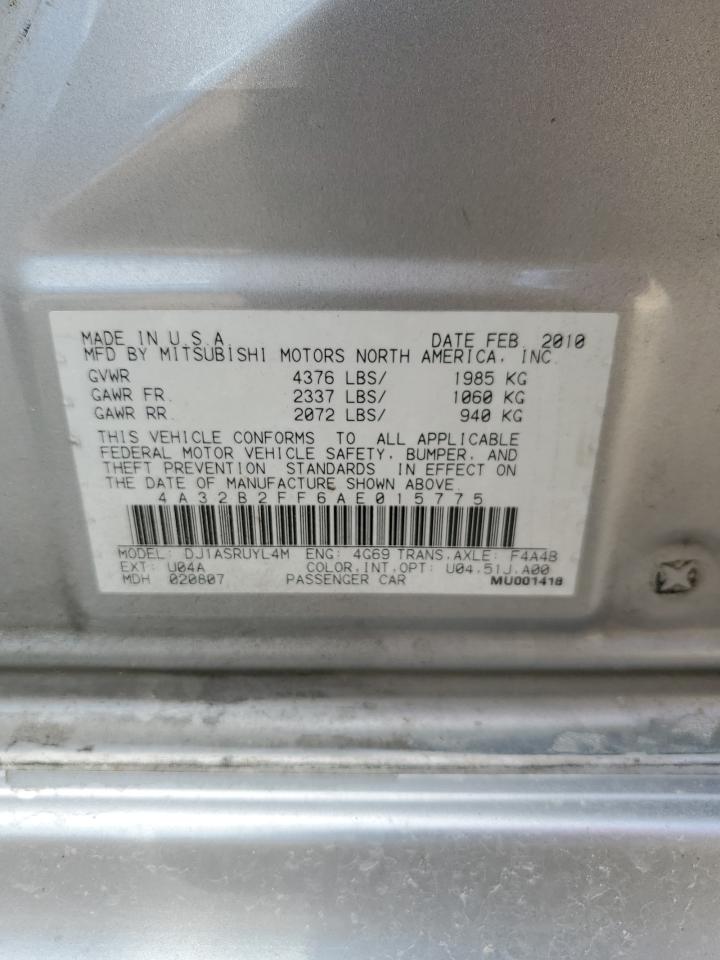 MADE IN U.S.A. DATE FEB. 2010
MFD BY MITSUBISHI MOTORS NORTH AMERICA, INC.
GVWR 4376 LBS/ 1985 KG
GAWR FR. 2337 LBS/ 1060 KG
GAWR RR. 2072 LBS/ 940 KG
THIS VEHICLE CONFORMS TO ALL APPLICABLE
FEDERAL MOTOR VEHICLE SAFETY, BUMPER, AND
THEFT PREVENTION STANDARDS IN EFFECT ON
THE DATE OF MANUFACTURE SHOWN ABOVE.
4A32B2FF6AE015775
MODEL: DJ1ASRUYL4M ENG: 4G69 TRANS.AXLE: F4A4B
EXT: U04A COLOR,INT,OPT: U04.51J.A00
MDH 020807 PASSENGER CAR MU001418